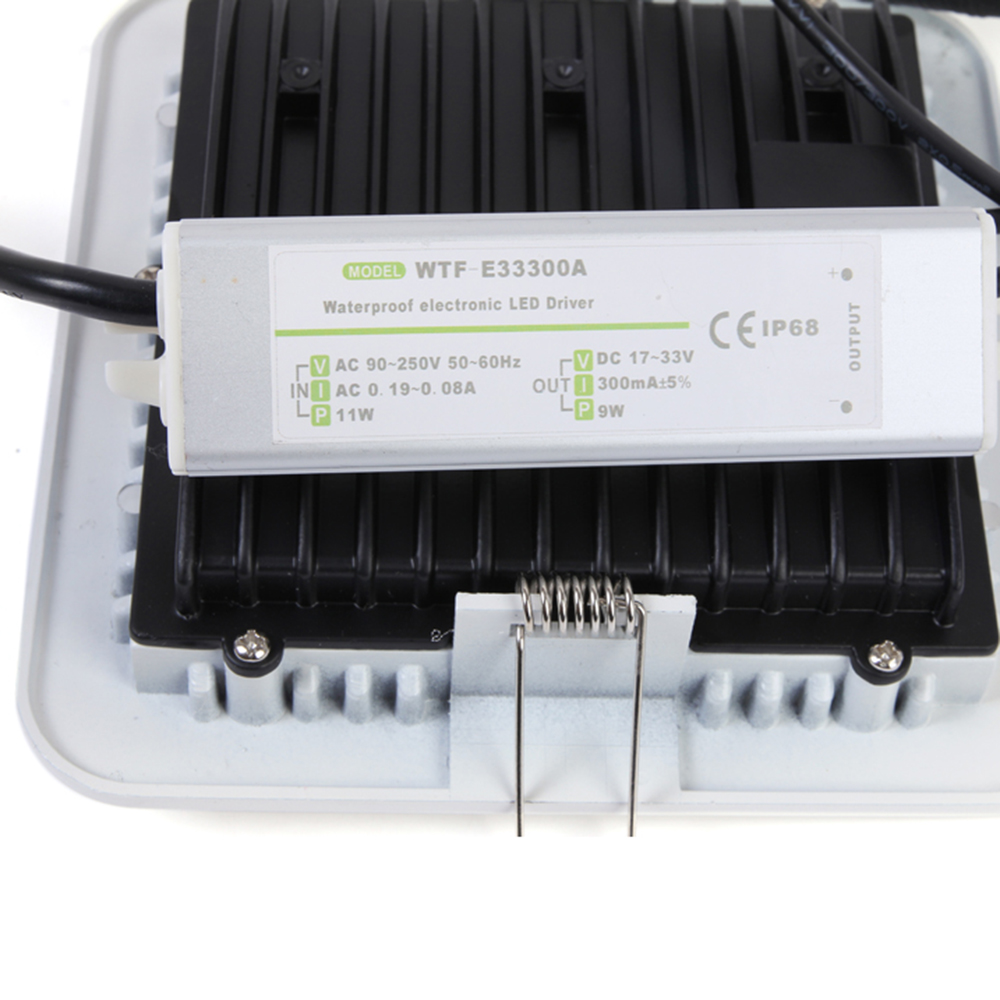 MODEL WTF-E33300A
Waterproof electronic LED Driver
CE IP68
IN V AC 90~250V 50~60Hz
I AC 0.19~0.08A
P 11W
OUT V DC 17~33V
I 300mA±5%
P 9W
+
OUTPUT
-